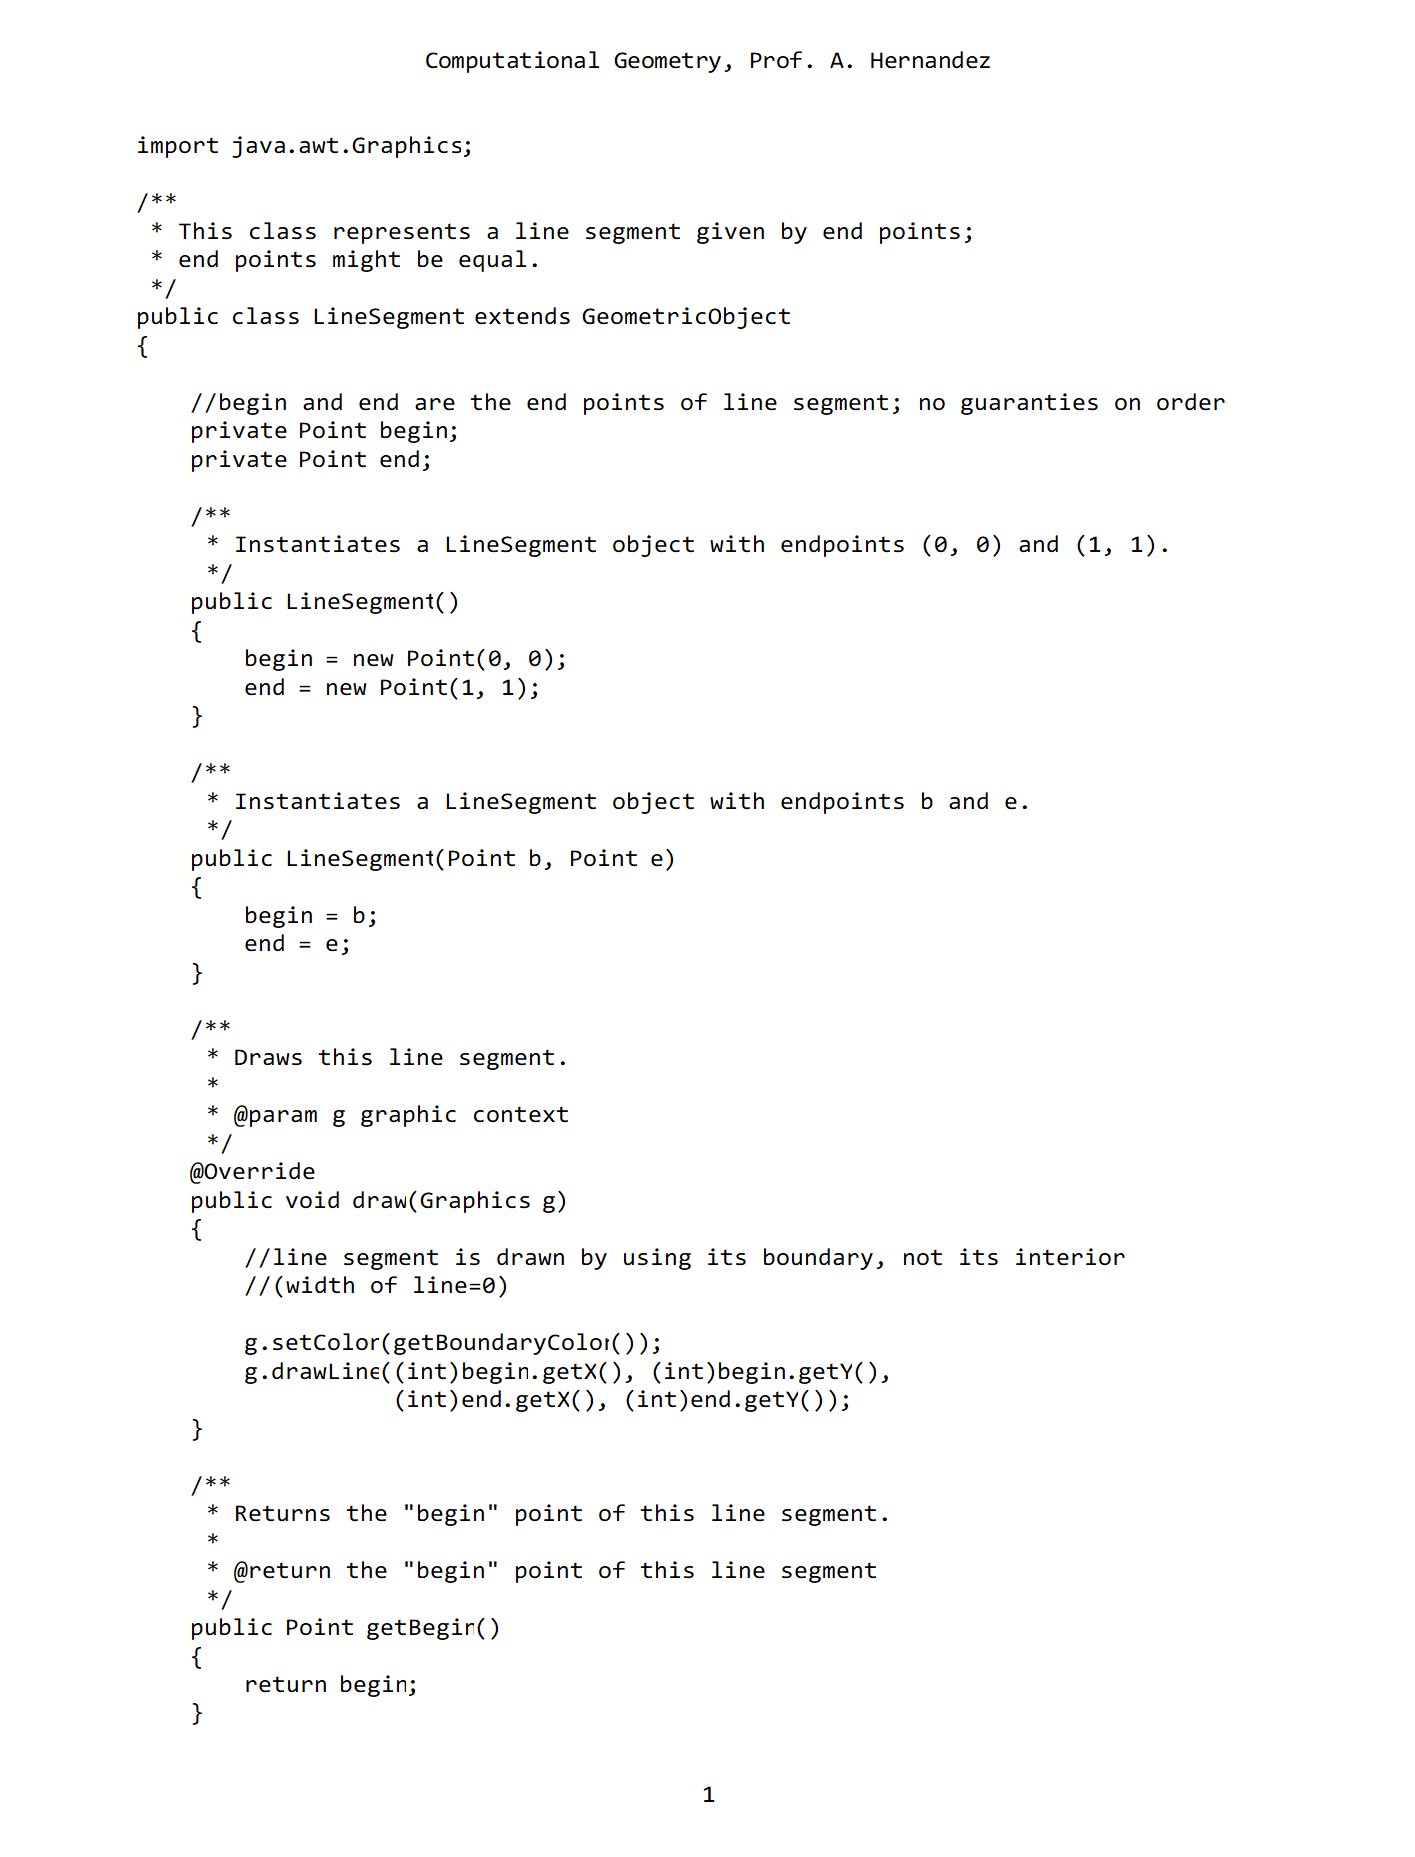 Computational Geometry, Prof. A. Hernandez
import java.awt.Graphics;
/**
 * This class represents a line segment given by end points;
 * end points might be equal.
 */
public class LineSegment extends GeometricObject
{
    //begin and end are the end points of line segment; no guaranties on order
    private Point begin;
    private Point end;
    /**
     * Instantiates a LineSegment object with endpoints (0, 0) and (1, 1).
     */
    public LineSegment()
    {
        begin = new Point(0, 0);
        end = new Point(1, 1);
    }
    /**
     * Instantiates a LineSegment object with endpoints b and e.
     */
    public LineSegment(Point b, Point e)
    {
        begin = b;
        end = e;
    }
    /**
     * Draws this line segment.
     *
     * @param g graphic context
     */
    @Override
    public void draw(Graphics g)
    {
        //line segment is drawn by using its boundary, not its interior
        //(width of line=0)
        g.setColor(getBoundaryColor());
        g.drawLine((int)begin.getX(), (int)begin.getY(),
                   (int)end.getX(), (int)end.getY());
    }
    /**
     * Returns the "begin" point of this line segment.
     *
     * @return the "begin" point of this line segment
     */
    public Point getBegin()
    {
        return begin;
    }
1